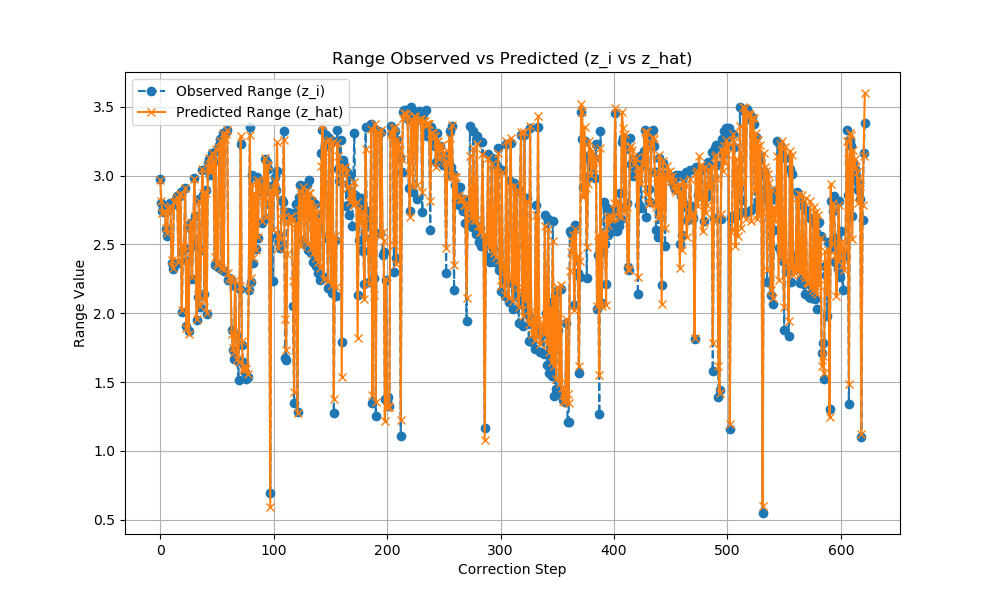 Range Observed vs Predicted (z_i vs z_hat)
Observed Range (z_i)
Predicted Range (z_hat)
Range Value
3.5
3.0
2.5
2.0
1.5
1.0
0.5
0 100 200 300 400 500 600
Correction Step